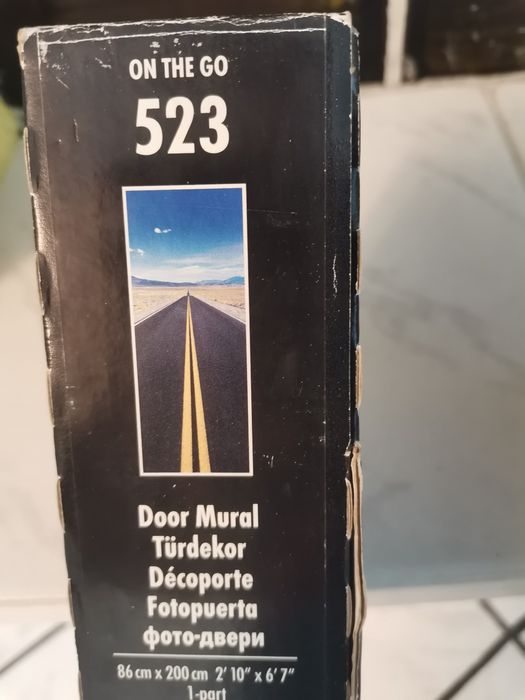 ON THE GO
523
Door Mural
Türdekor
Décoporte
Fotopuerta
фото-двери
86 cm x 200 cm 2' 10" x 6' 7"
1-part